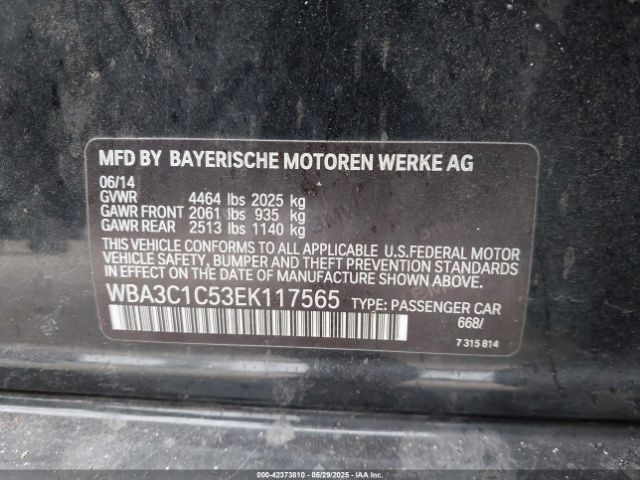 MFD BY BAYERISCHE MOTOREN WERKE AG
06/14
GVWR 4464 lbs 2025 kg
GAWR FRONT 2061 lbs 935 kg
GAWR REAR 2513 lbs 1140 kg
THIS VEHICLE CONFORMS TO ALL APPLICABLE U.S.FEDERAL MOTOR
VEHICLE SAFETY, BUMPER AND THEFT PREVENTION STANDARDS
IN EFFECT ON THE DATE OF MANUFACTURE SHOWN ABOVE.
WBA3C1C53EK117565 TYPE: PASSENGER CAR
668/
7 315 814
000-42373810 - 05/29/2025 - IAA Inc.